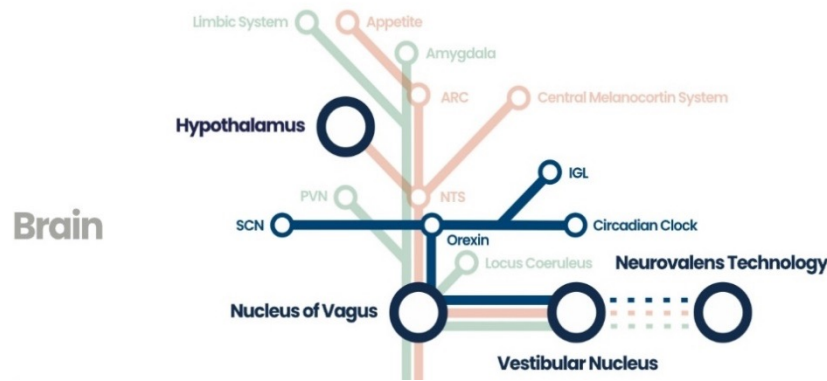 Limbic System
Appetite
Amygdala
ARC
Central Melanocortin System
Hypothalamus
IGL
PVN
NTS
Brain
SCN
Circadian Clock
Orexin
Locus Coeruleus
Neurovalens Technology
Nucleus of Vagus
Vestibular Nucleus